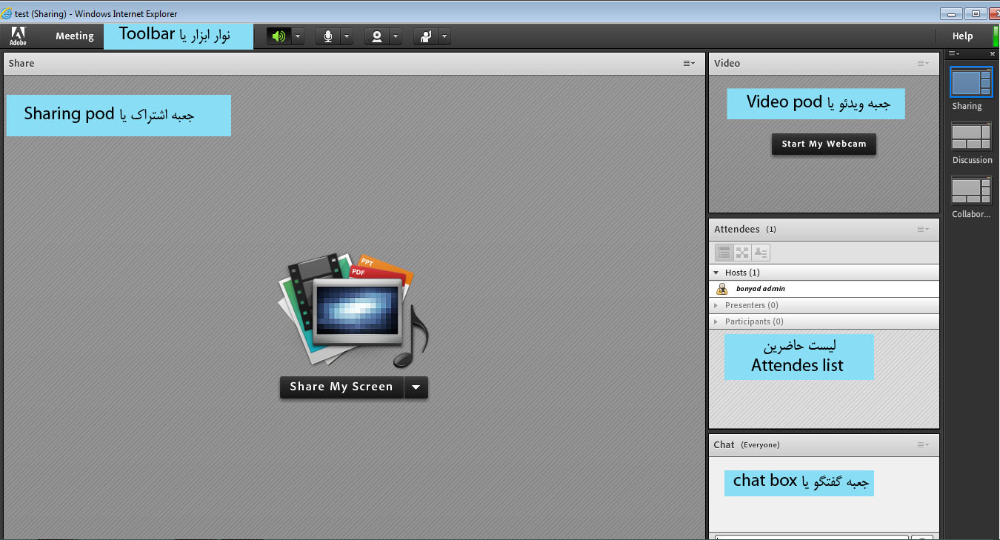 test (Sharing) - Windows Internet Explorer
Adobe
Meeting
نوار ابزار یا Toolbar
Help
Share
جعبه اشتراک یا Sharing pod
PPT
PDF
Share My Screen
Video
جعبه ویدئو یا Video pod
Start My Webcam
Attendees (1)
Hosts (1)
bonyad admin
Presenters (0)
Participants (0)
لیست حاضرین
Attendes list
Chat (Everyone)
جعبه گفتگو یا chat box
Sharing
Discussion
Collabor...